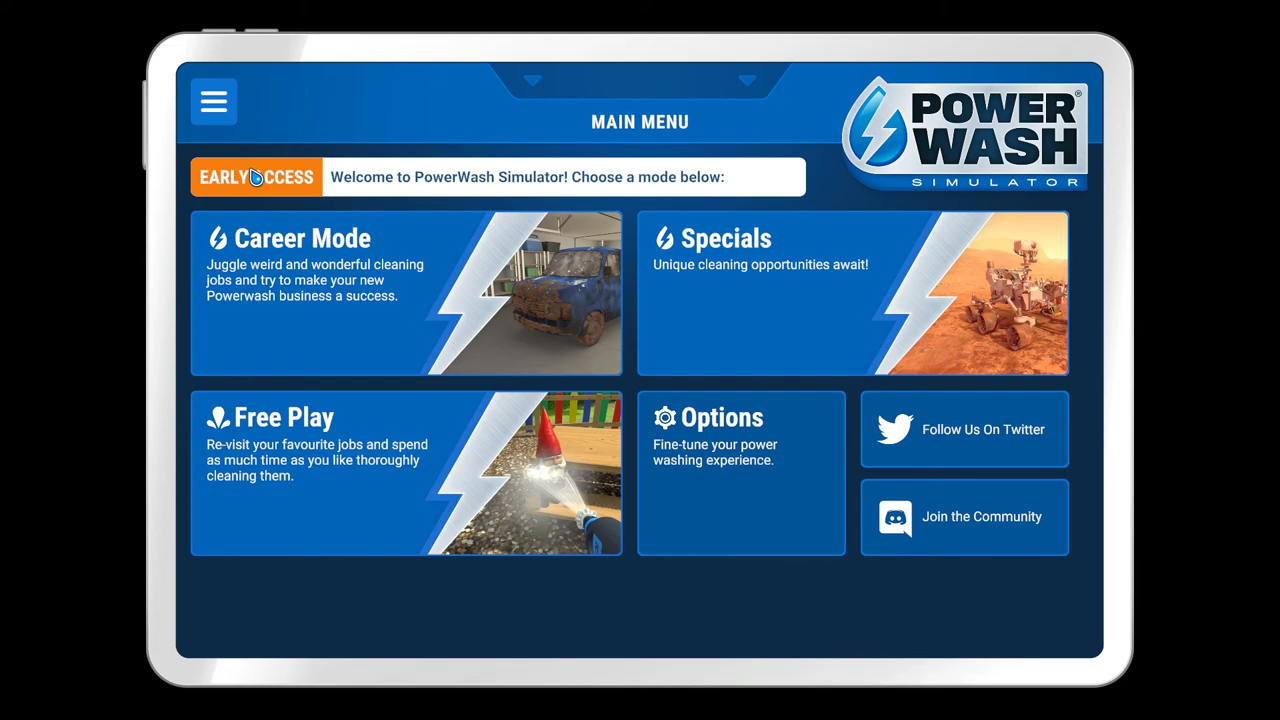 MAIN MENU
POWER®
WASH
SIMULATOR
EARLY ACCESS
Welcome to PowerWash Simulator! Choose a mode below:
Career Mode
Juggle weird and wonderful cleaning
jobs and try to make your new
Powerwash business a success.
Specials
Unique cleaning opportunities await!
Free Play
Re-visit your favourite jobs and spend
as much time as you like thoroughly
cleaning them.
Options
Fine-tune your power
washing experience.
Follow Us On Twitter
Join the Community